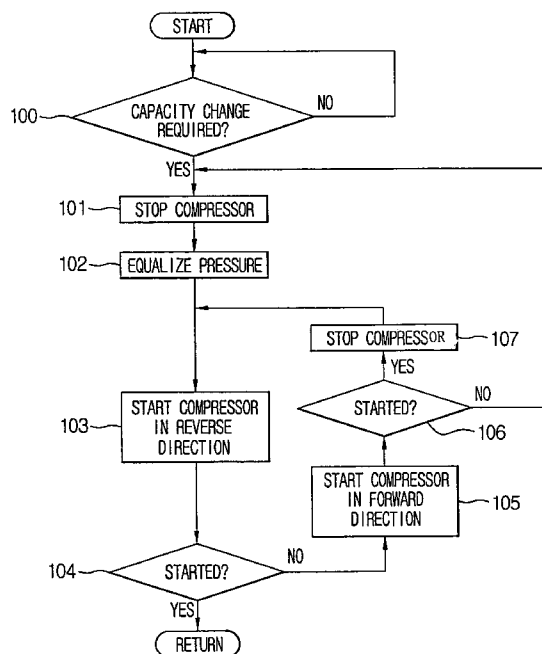 START
100
CAPACITY CHANGE
REQUIRED?
NO
YES
101
STOP COMPRESSOR
102
EQUALIZE PRESSURE
STOP COMPRESSOR
107
YES
103
START COMPRESSOR
IN REVERSE
DIRECTION
STARTED?
NO
106
START COMPRESSOR
IN FORWARD
DIRECTION
105
104
STARTED?
NO
YES
RETURN